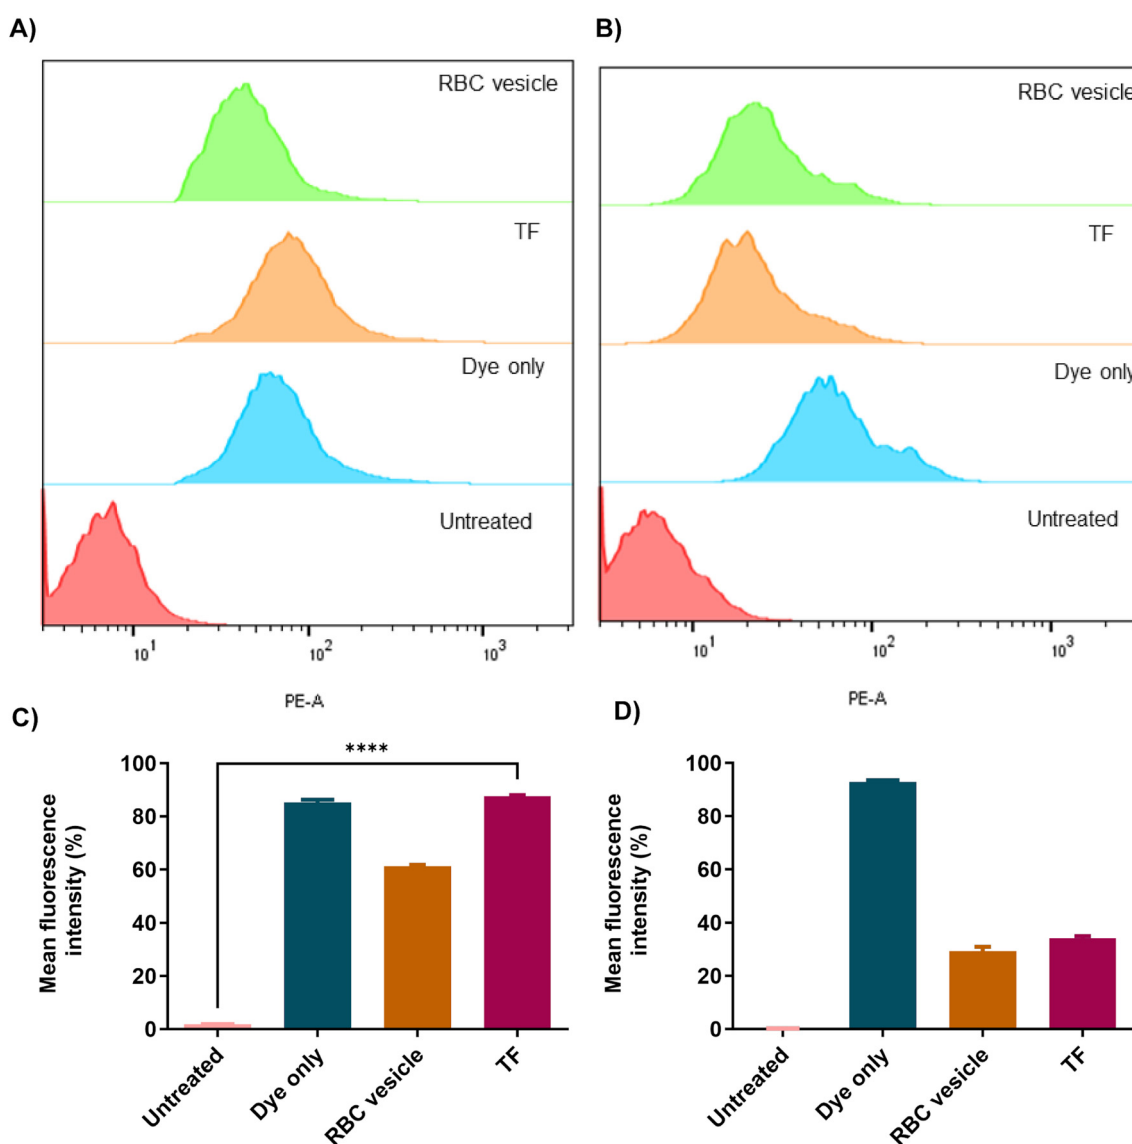 A)
RBC vesicle
TF
Dye only
Untreated
10¹ 10² 10³
PE-A
B)
RBC vesicle
TF
Dye only
Untreated
10¹ 10² 10³
PE-A
C)
****
Mean fluorescence
intensity (%)
100
80
60
40
20
0
Untreated
Dye only
RBC vesicle
TF
D)
Mean fluorescence
intensity (%)
100
80
60
40
20
0
Untreated
Dye only
RBC vesicle
TF